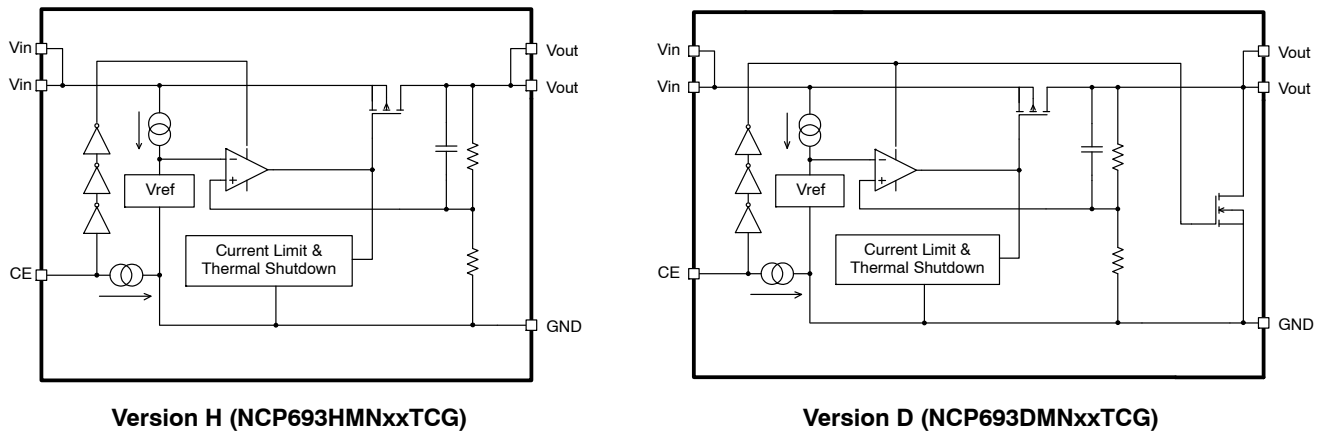 Vin
Vout
Vin
Vout
−
+
Vref
Current Limit &
Thermal Shutdown
CE
GND
Version H (NCP693HMNxxTCG)
Vin
Vout
Vin
Vout
−
+
Vref
Current Limit &
Thermal Shutdown
CE
GND
Version D (NCP693DMNxxTCG)